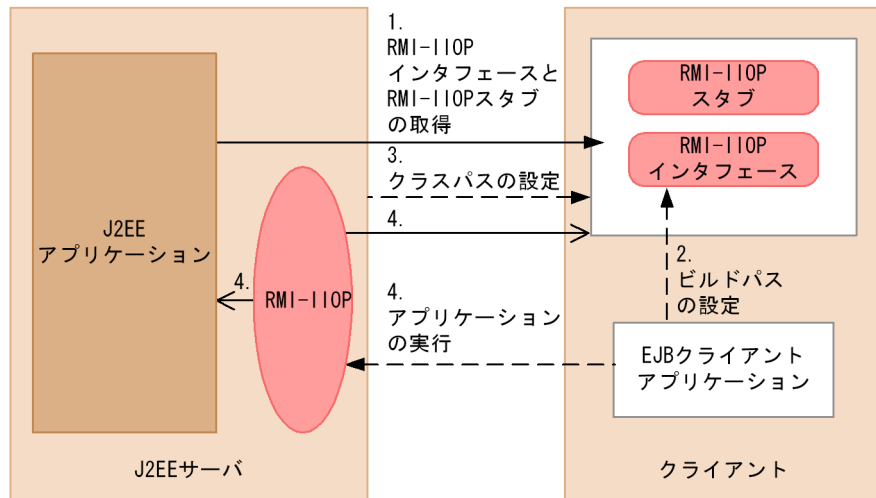 1.
RMI-IIOP
インタフェースと
RMI-IIOPスタブ
の取得
RMI-IIOP
スタブ
RMI-IIOP
インタフェース
3.
クラスパスの設定
J2EE
アプリケーション
4.
4.
RMI-IIOP
4.
アプリケーション
の実行
2.
ビルドパス
の設定
EJBクライアント
アプリケーション
J2EEサーバ
クライアント